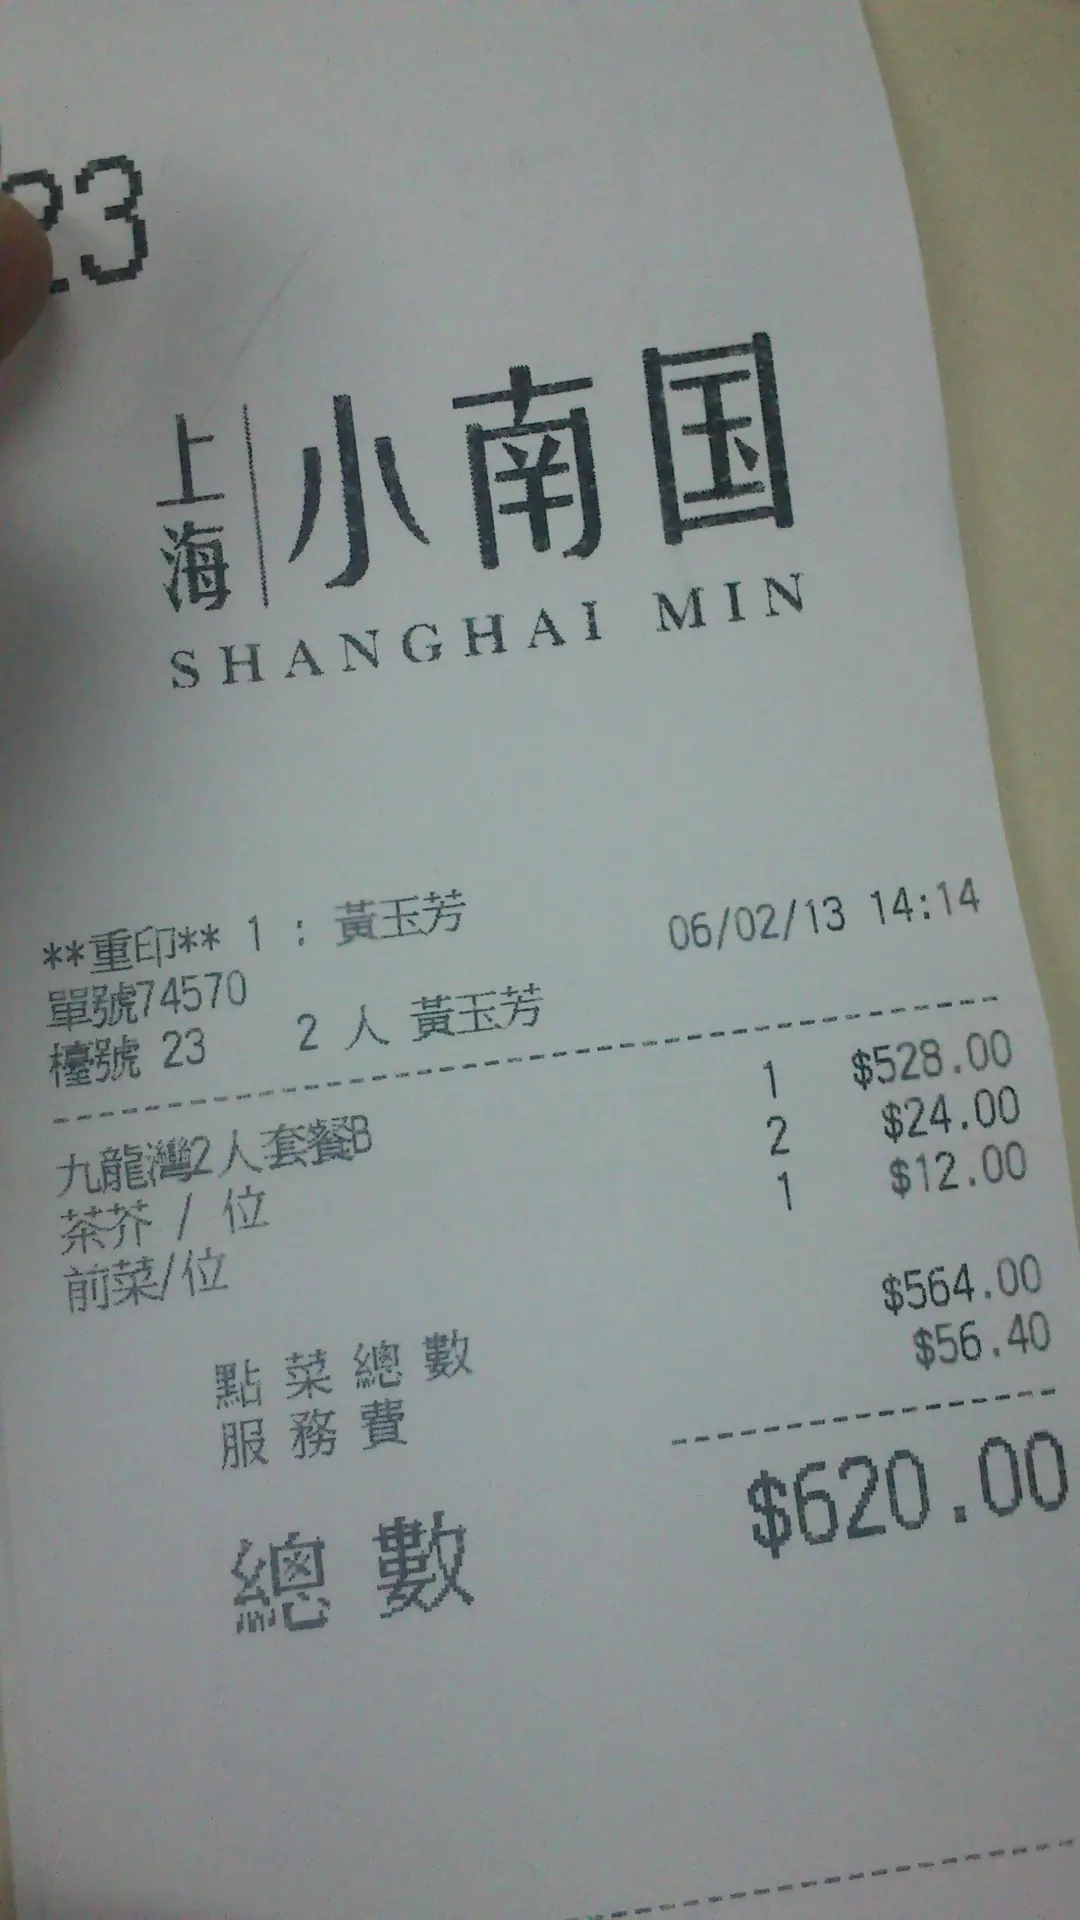 23
上海 小南国
SHANGHAI MIN
**重印** 1 : 黃玉芳 06/02/13 14:14
單號74570
檯號 23 2 人 黃玉芳
九龍灣2人套餐B 1 $528.00
茶芥 / 位 2 $24.00
前菜/位 1 $12.00
點菜總數 $564.00
服務費 $56.40
總數 $620.00